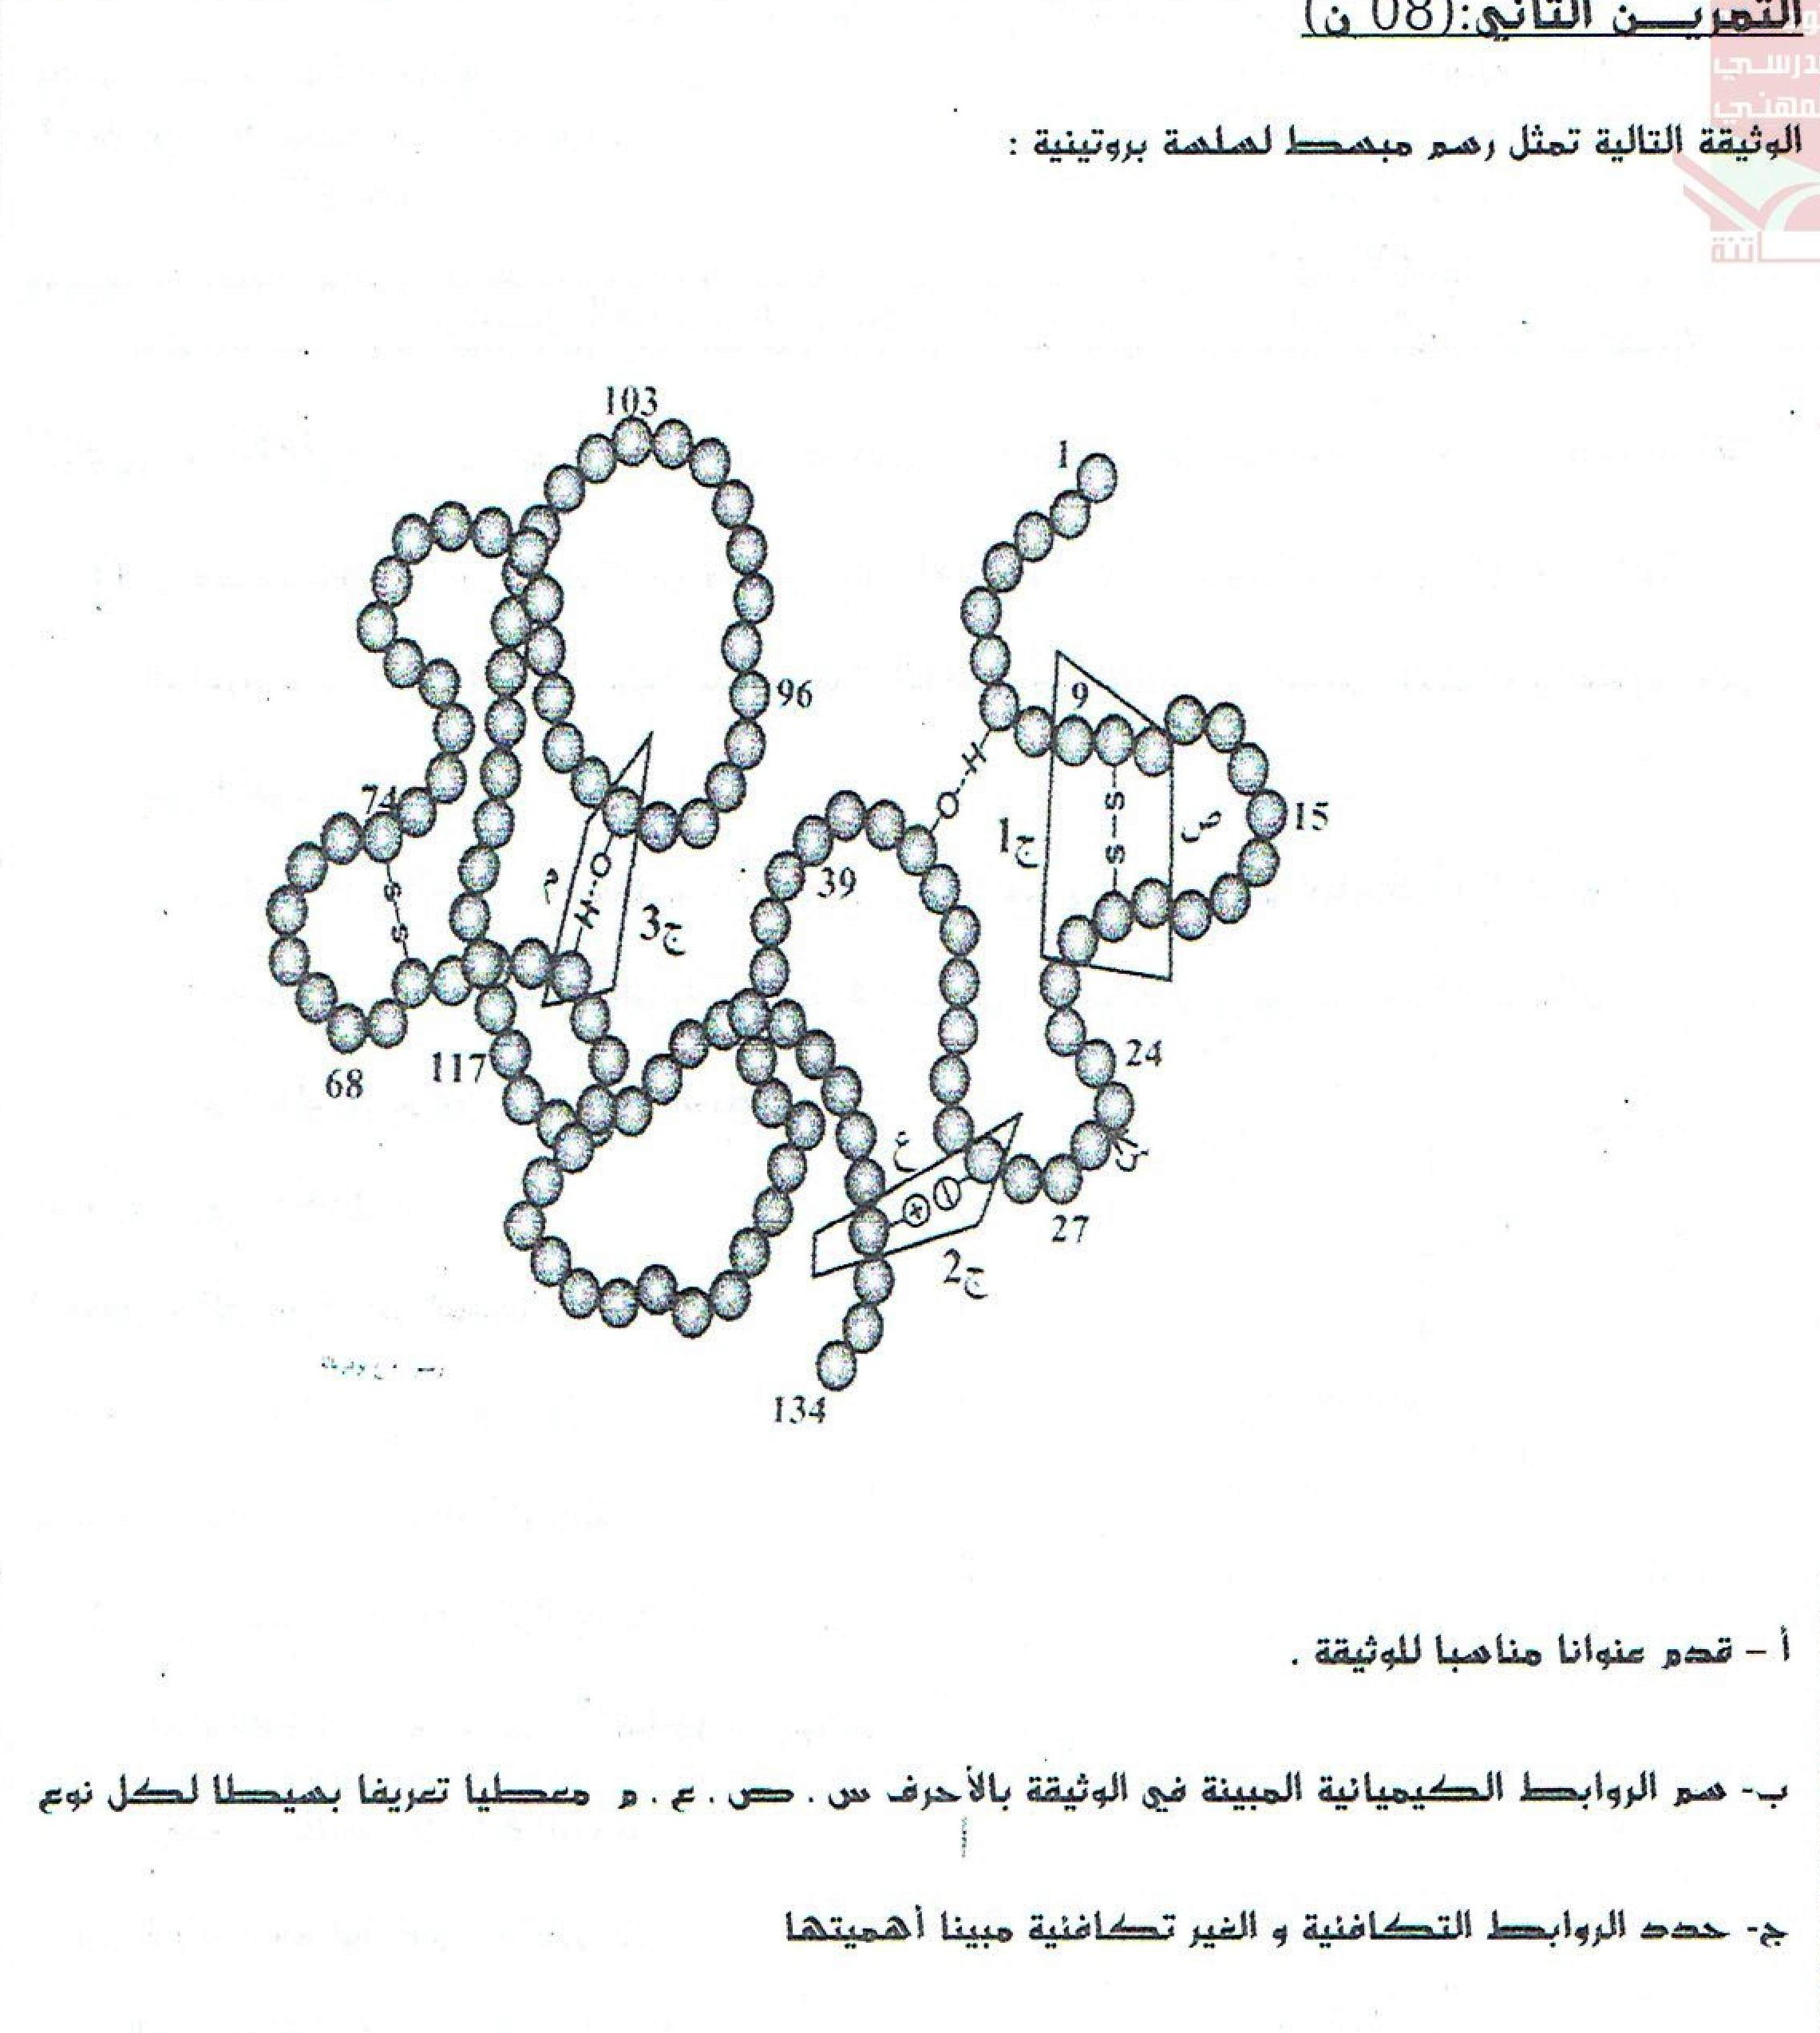 التمريـــن الثاني:(08 ن)
الوثيقة التالية تمثل رسم مبسط لسلسة بروتينية :
103
1
9
96
15
ص
ج1
S
S
H
O
74
S
S
م
O
H
ج3
39
68
117
24
س
ع
27
ج2
134
أ – قدم عنوانا مناسبا للوثيقة .
ب- سم الروابط الكيميائية المبينة في الوثيقة بالأحرف س . ص . ع . م معطيا تعريفا بسيطا لكل نوع
ج- حدد الروابط التكافئية و الغير تكافئية مبينا أهميتها